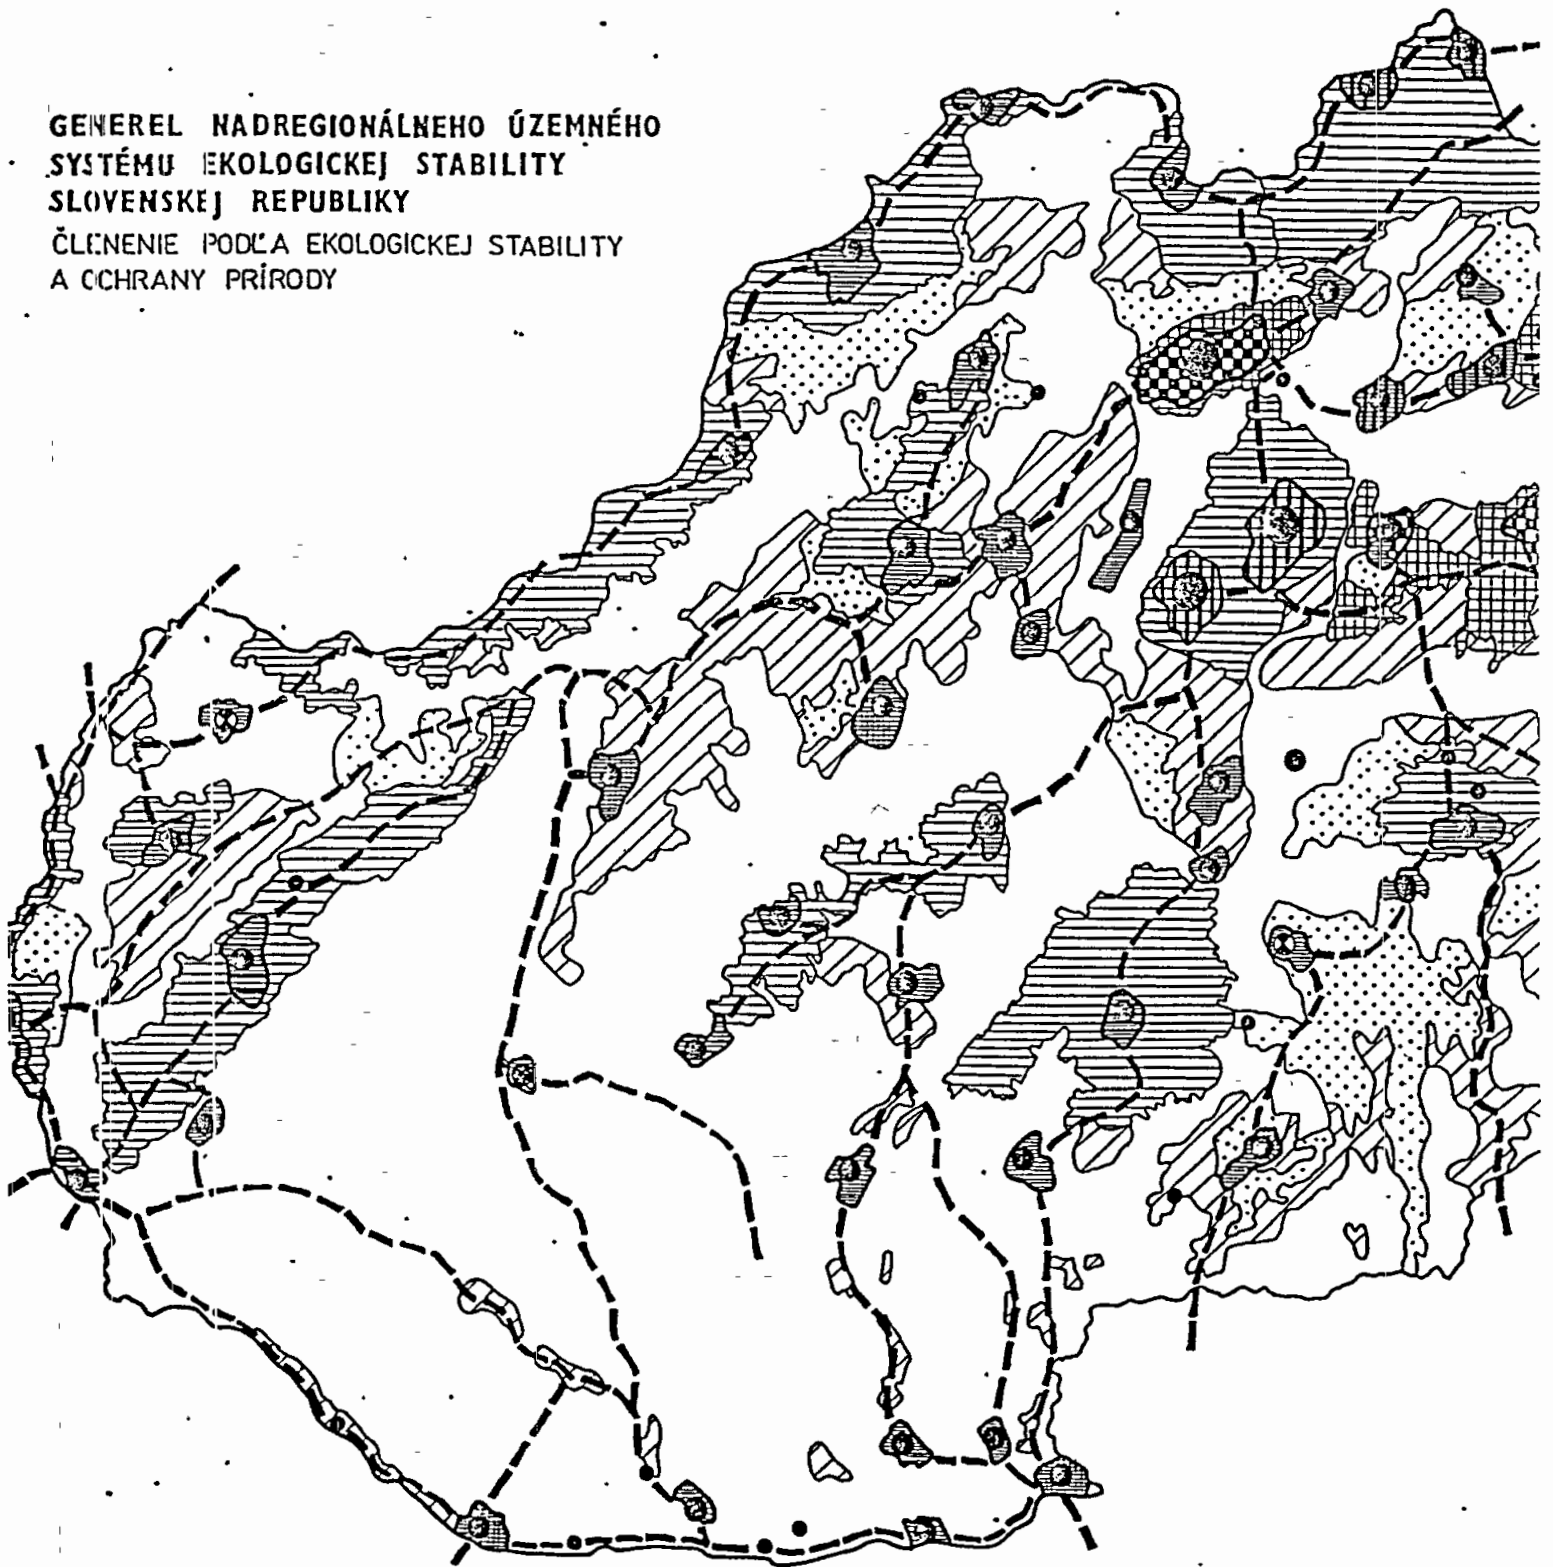 GENEREL NADREGIONÁLNEHO ÚZEMNÉHO
SYSTÉMU EKOLOGICKEJ STABILITY
SLOVENSKEJ REPUBLIKY
ČLENENIE PODĽA EKOLOGICKEJ STABILITY
A OCHRANY PRÍRODY